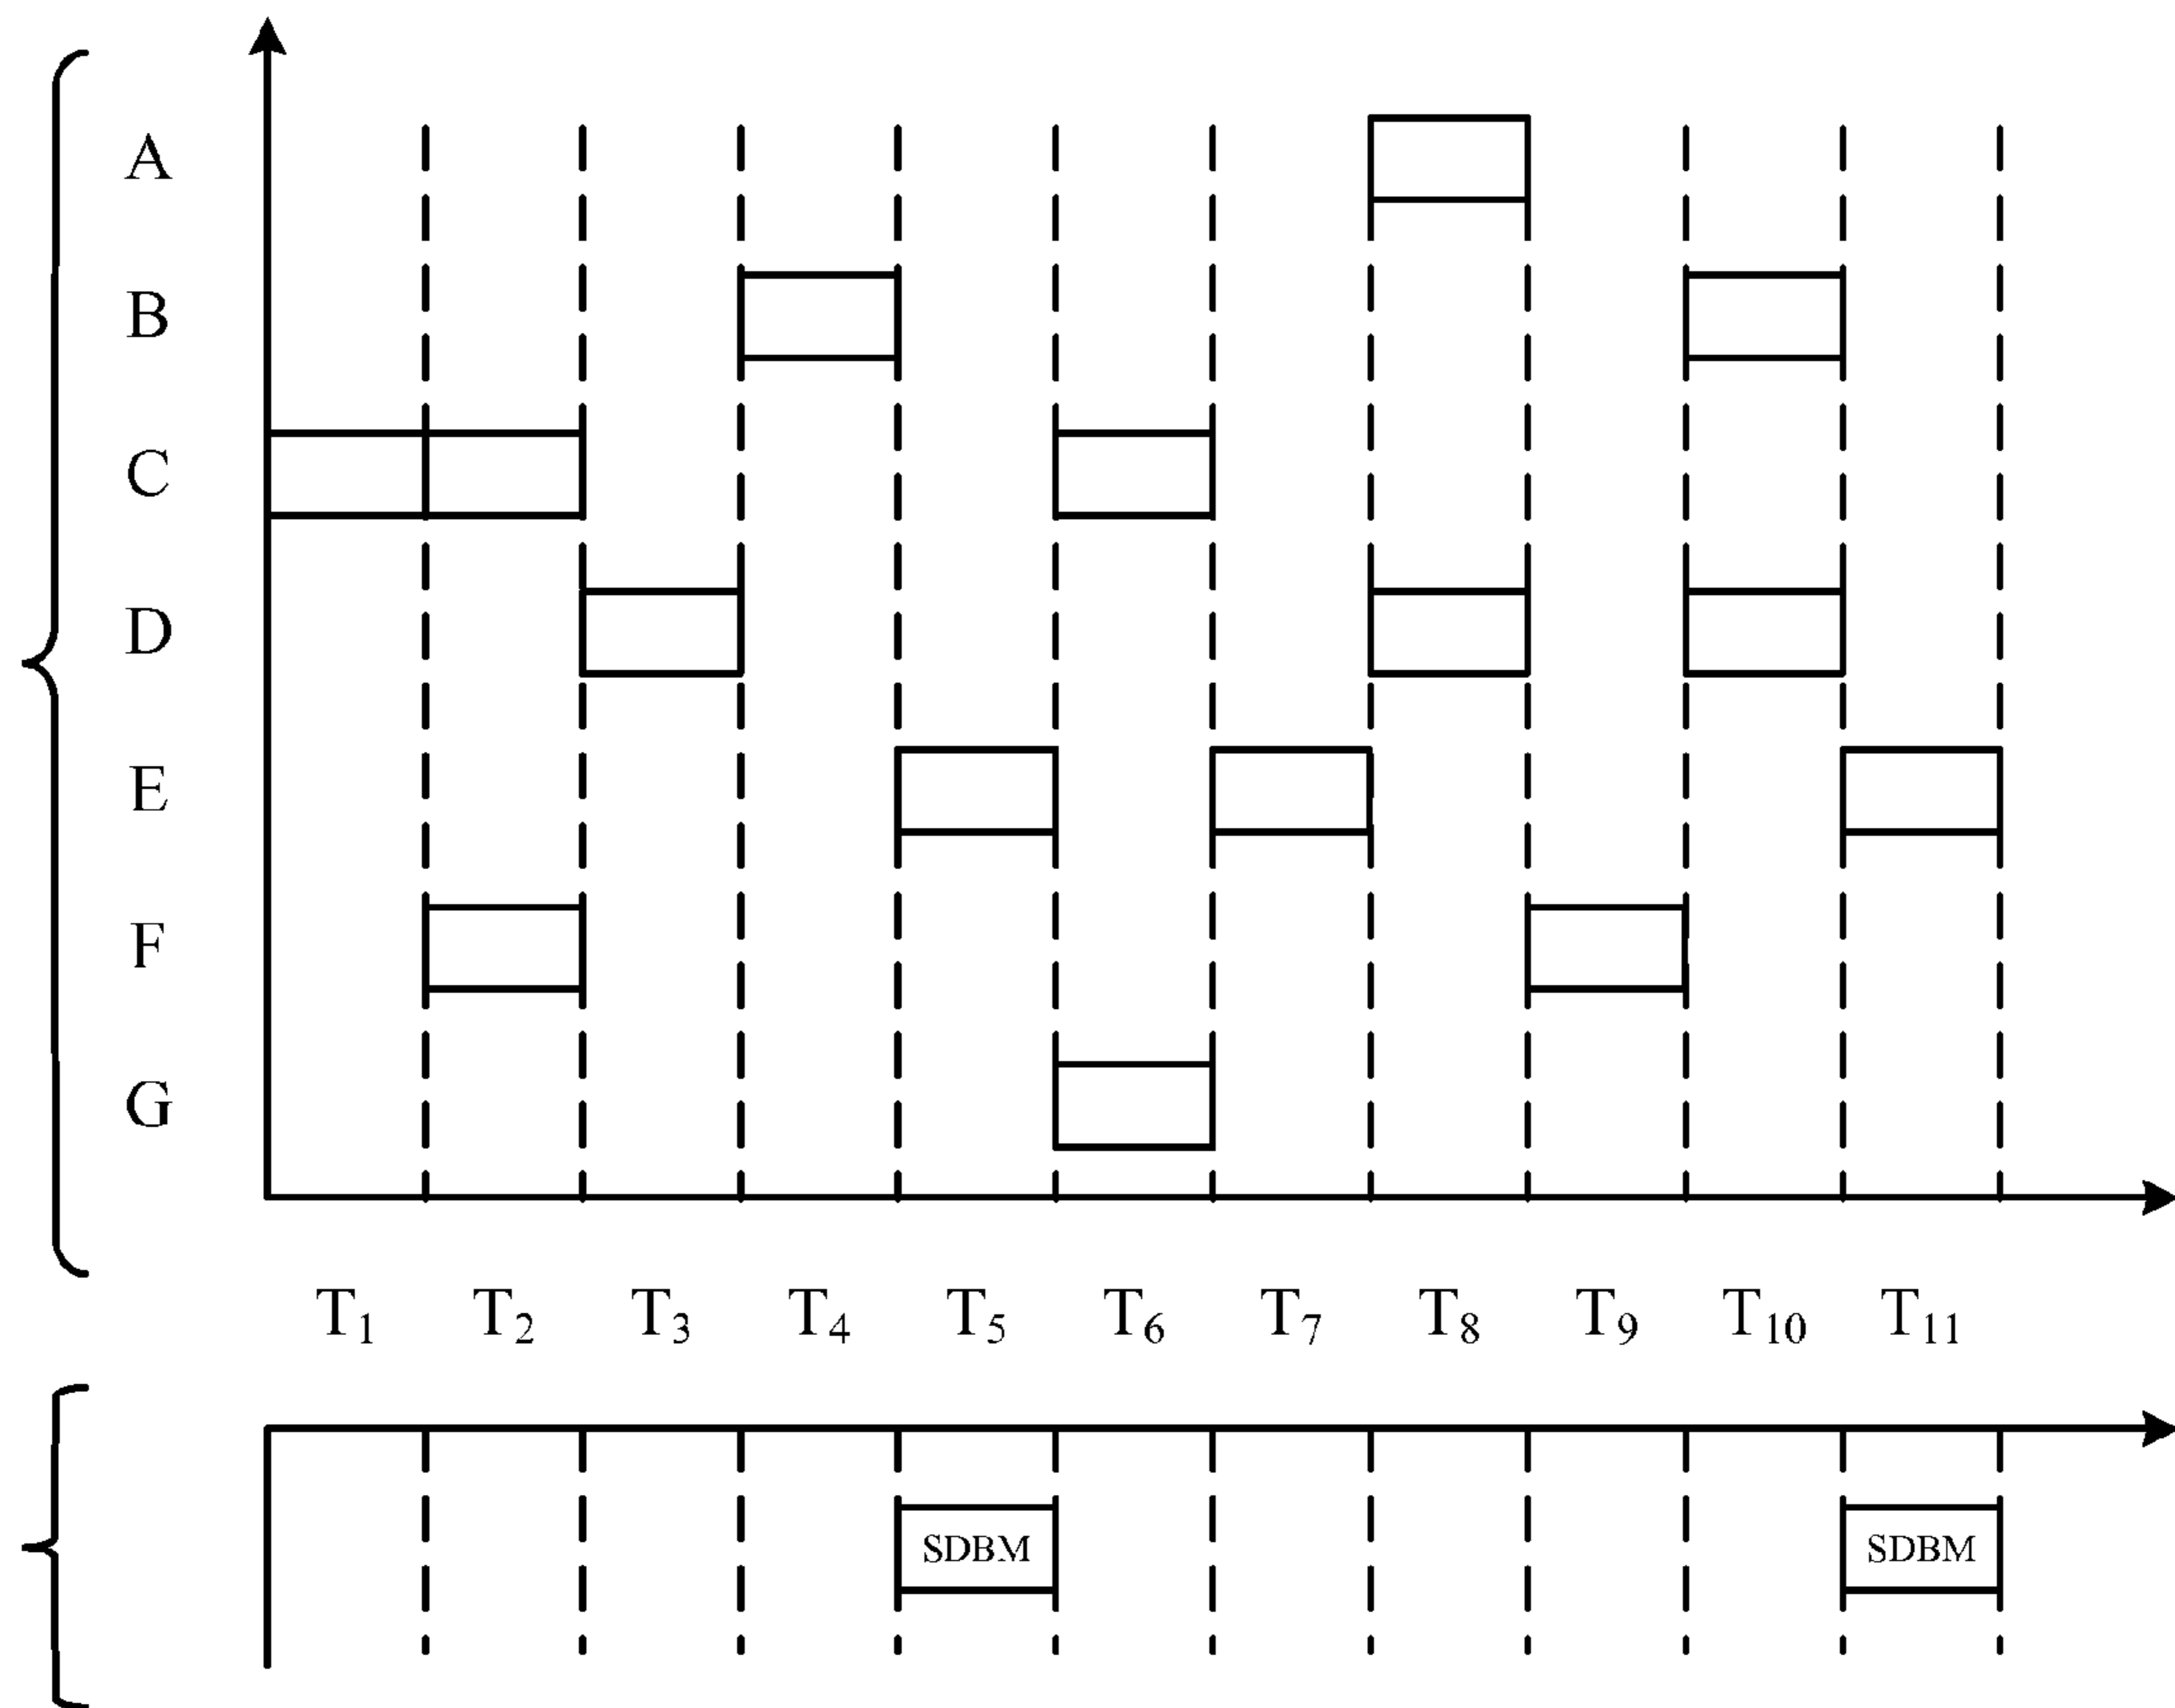 A
B
C
D
E
F
G
T₁ T₂ T₃ T₄ T₅ T₆ T₇ T₈ T₉ T₁₀ T₁₁
SDBM SDBM